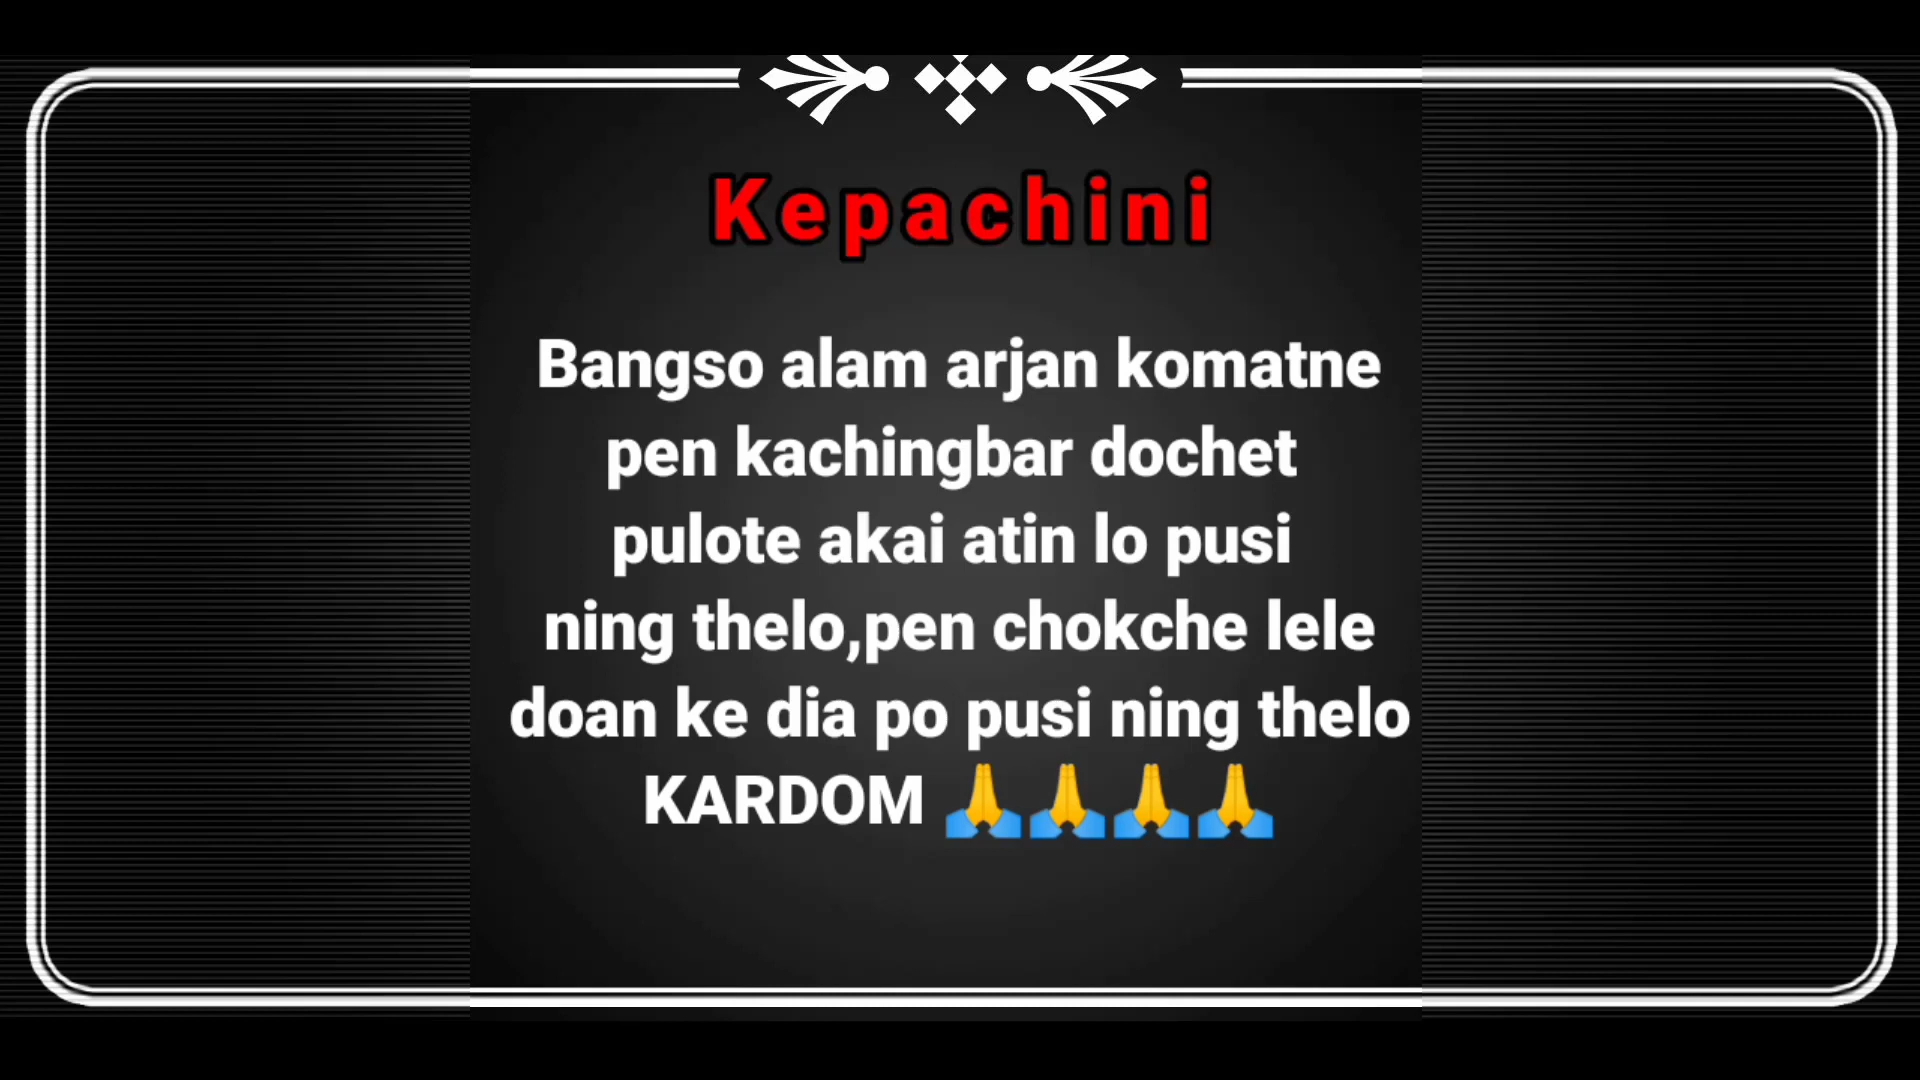 Kepachini
Bangso alam arjan komatne
pen kachingbar dochet
pulote akai atin lo pusi
ning thelo,pen chokche lele
doan ke dia po pusi ning thelo
KARDOM 🙏🙏🙏🙏